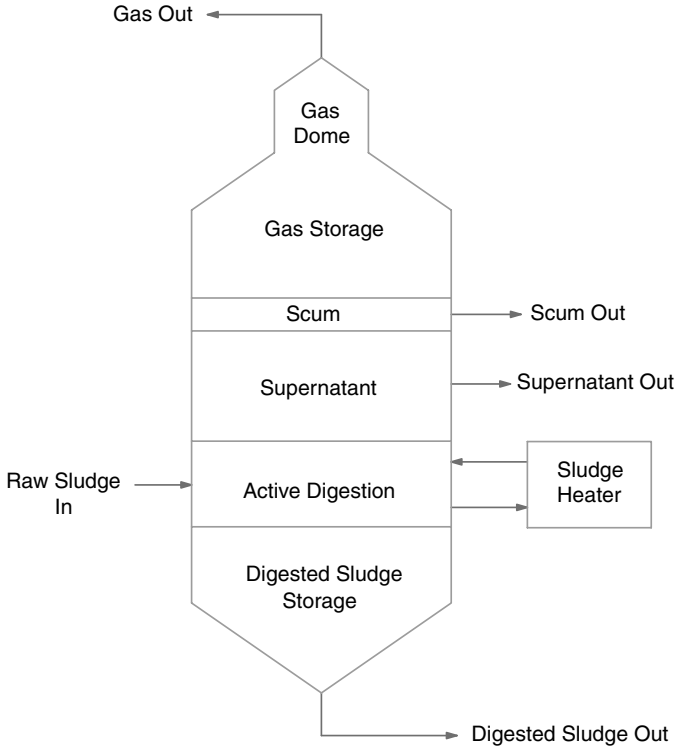 Gas Out
Gas
Dome
Gas Storage
Scum
Scum Out
Supernatant
Supernatant Out
Raw Sludge
In
Active Digestion
Sludge
Heater
Digested Sludge
Storage
Digested Sludge Out